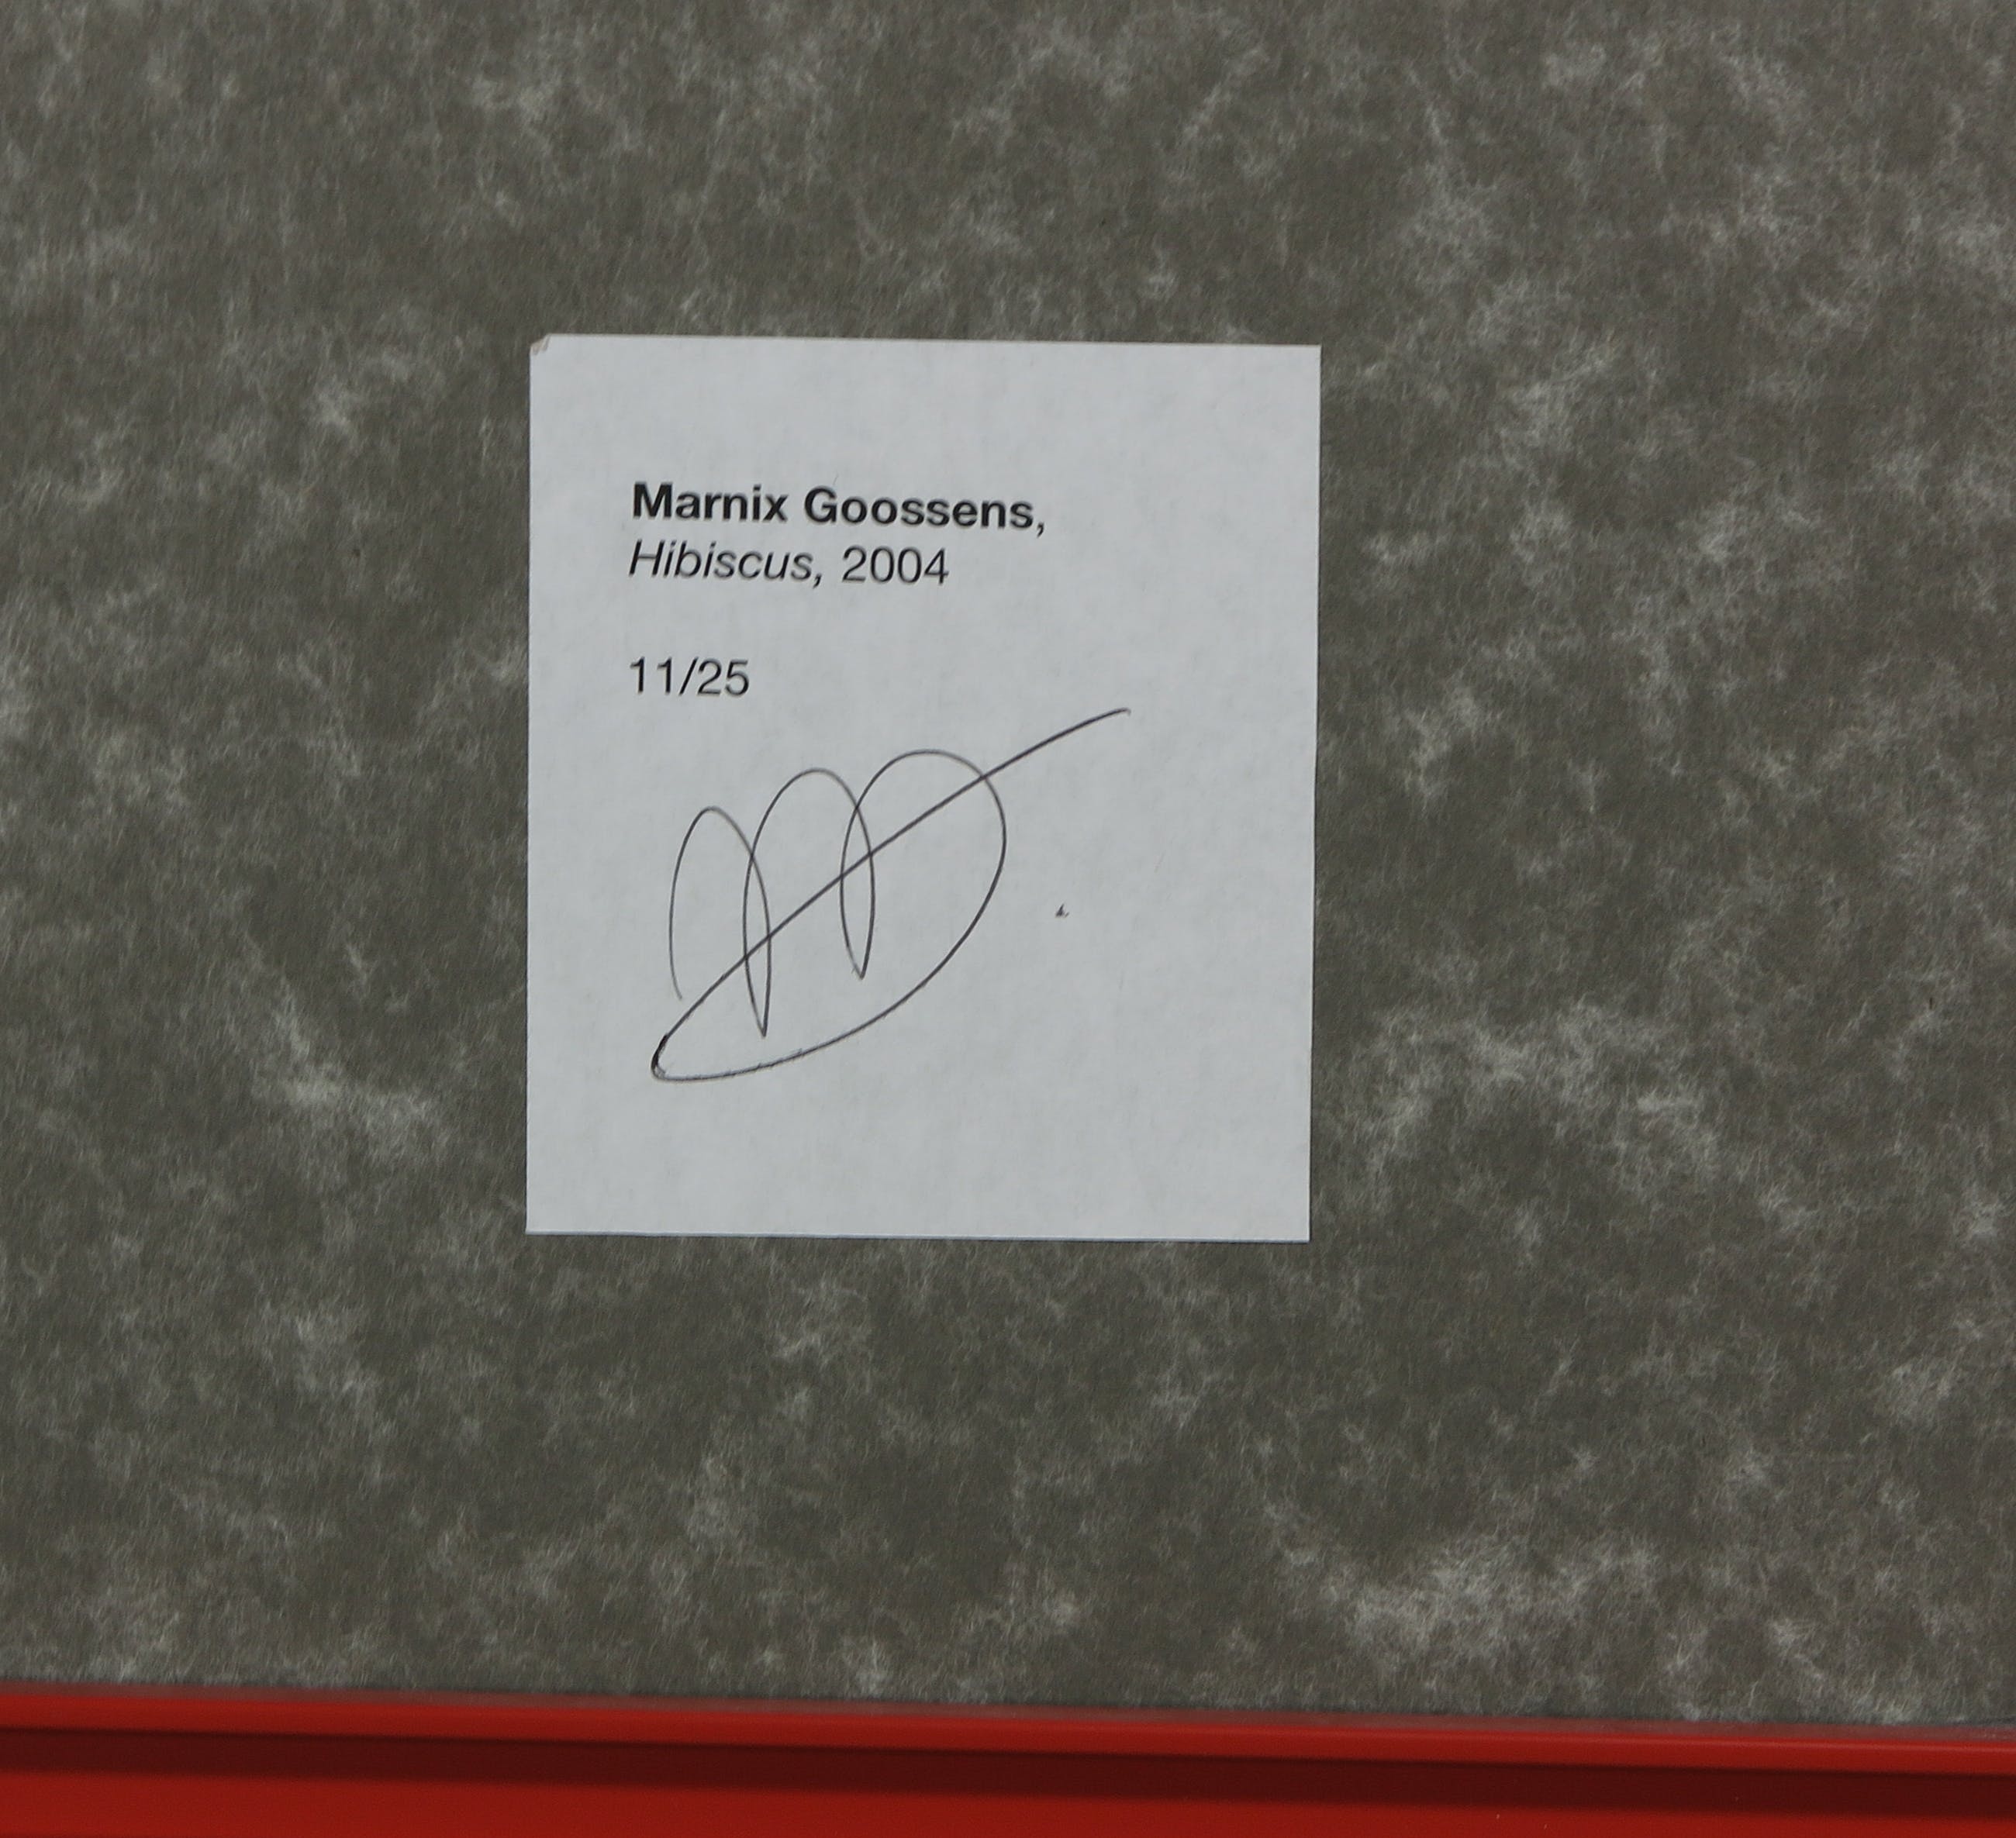 Marnix Goossens,
Hibiscus, 2004
11/25